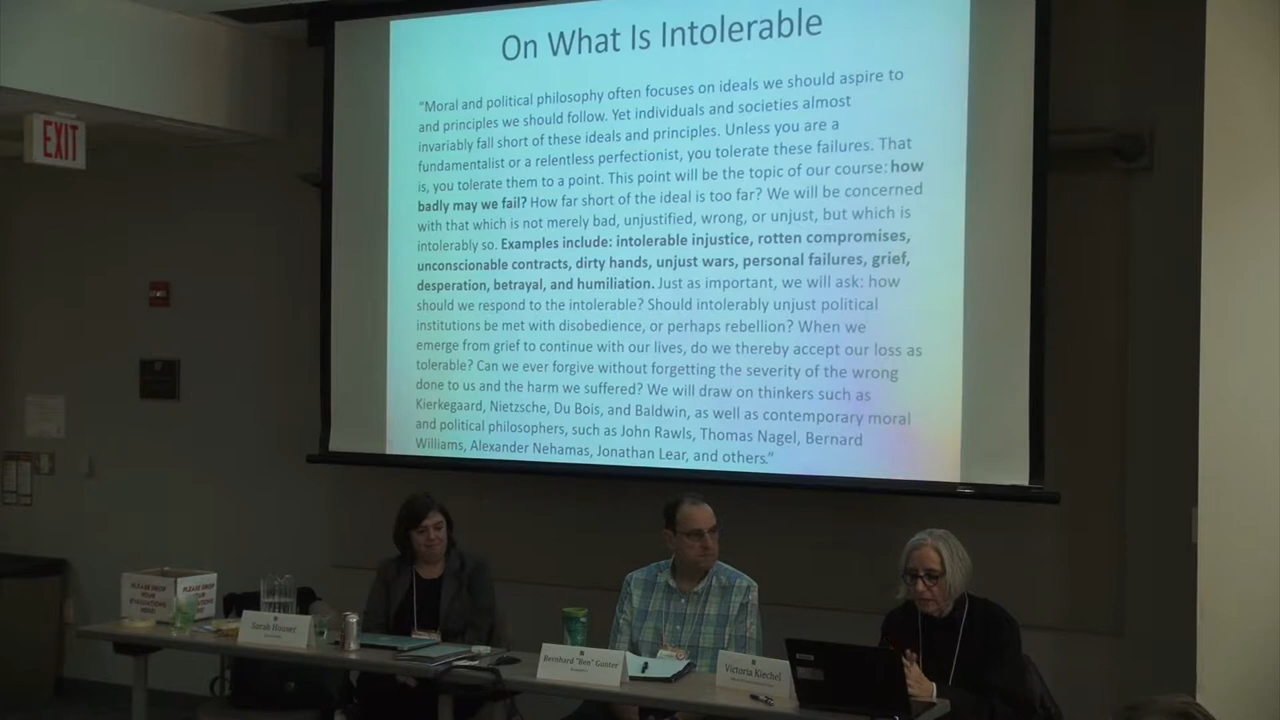 On What Is Intolerable
EXIT
"Moral and political philosophy often focuses on ideals we should aspire to
and principles we should follow. Yet individuals and societies almost
invariably fall short of these ideals and principles. Unless you are a
fundamentalist or a relentless perfectionist, you tolerate these failures. That
is, you tolerate them to a point. This point will be the topic of our course: how
badly may we fail? How far short of the ideal is too far? We will be concerned
with that which is not merely bad, unjustified, wrong, or unjust, but which is
intolerably so. Examples include: intolerable injustice, rotten compromises,
unconscionable contracts, dirty hands, unjust wars, personal failures, grief,
desperation, betrayal, and humiliation. Just as important, we will ask: how
should we respond to the intolerable? Should intolerably unjust political
institutions be met with disobedience, or perhaps rebellion? When we
emerge from grief to continue with our lives, do we thereby accept our loss as
tolerable? Can we ever forgive without forgetting the severity of the wrong
done to us and the harm we suffered? We will draw on thinkers such as
Kierkegaard, Nietzsche, Du Bois, and Baldwin, as well as contemporary moral
and political philosophers, such as John Rawls, Thomas Nagel, Bernard
Williams, Alexander Nehamas, Jonathan Lear, and others."
PLEASE DROP
YOUR
EVALUATIONS
HERE
PLEASE DROP
Sarah Houser
Bernhard "Ben" Gunter
Victoria Kiechel